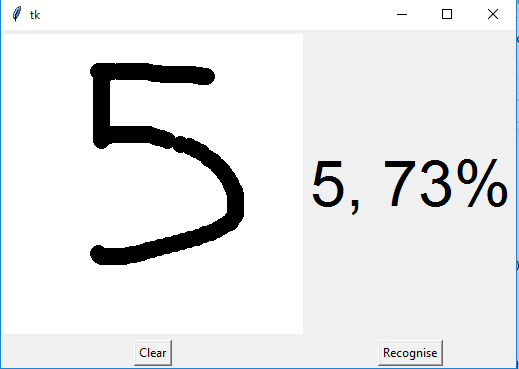 tk
5
5, 73%
Clear
Recognise